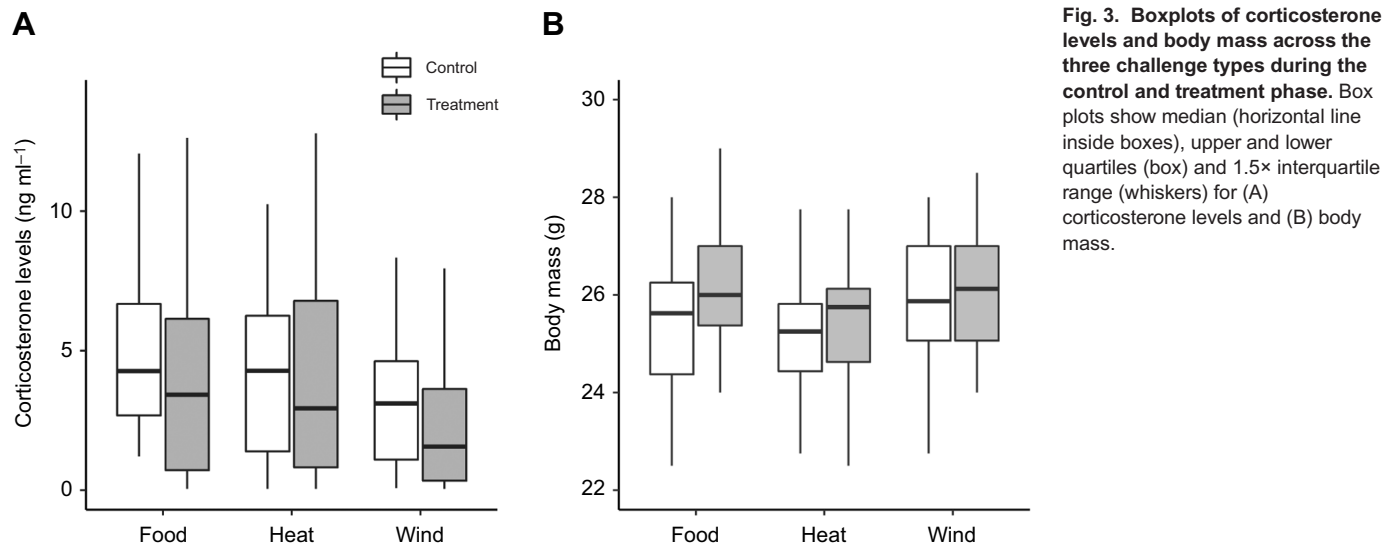 A
Control
Treatment
Corticosterone levels (ng ml⁻¹)
10
5
0
Food Heat Wind
B
Body mass (g)
30
28
26
24
22
Food Heat Wind
Fig. 3. Boxplots of corticosterone
levels and body mass across the
three challenge types during the
control and treatment phase. Box
plots show median (horizontal line
inside boxes), upper and lower
quartiles (box) and 1.5× interquartile
range (whiskers) for (A)
corticosterone levels and (B) body
mass.